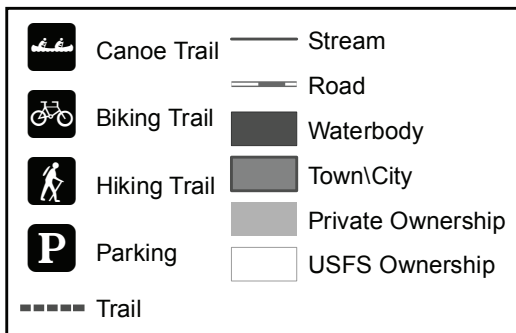 Canoe Trail
Biking Trail
Hiking Trail
P
Parking
Trail
Stream
Road
Waterbody
Town\City
Private Ownership
USFS Ownership